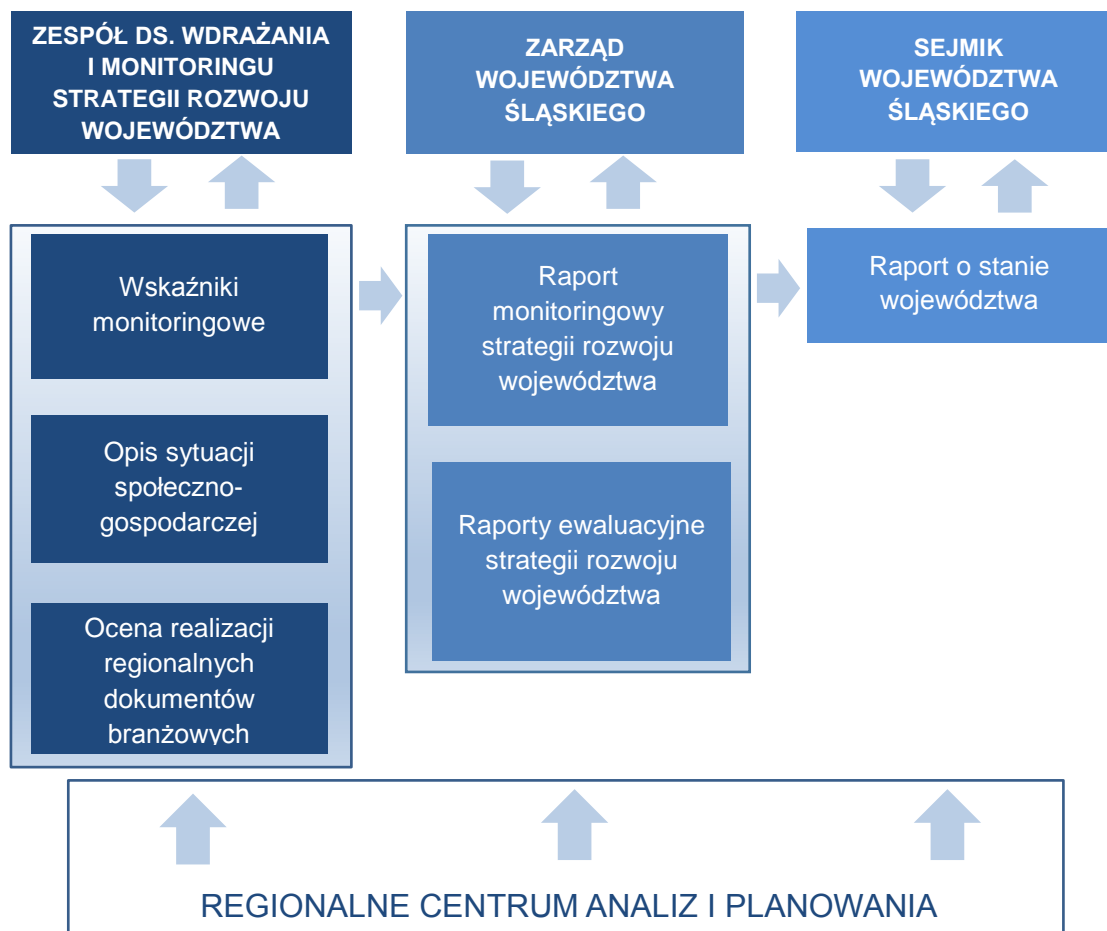 ZESPÓŁ DS. WDRAŻANIA
I MONITORINGU
STRATEGII ROZWOJU
WOJEWÓDZTWA
ZARZĄD
WOJEWÓDZTWA
ŚLĄSKIEGO
SEJMIK
WOJEWÓDZTWA
ŚLĄSKIEGO
Wskaźniki
monitoringowe
Opis sytuacji
społeczno-
gospodarczej
Ocena realizacji
regionalnych
dokumentów
branżowych
Raport
monitoringowy
strategii rozwoju
województwa
Raporty ewaluacyjne
strategii rozwoju
województwa
Raport o stanie
województwa
REGIONALNE CENTRUM ANALIZ I PLANOWANIA